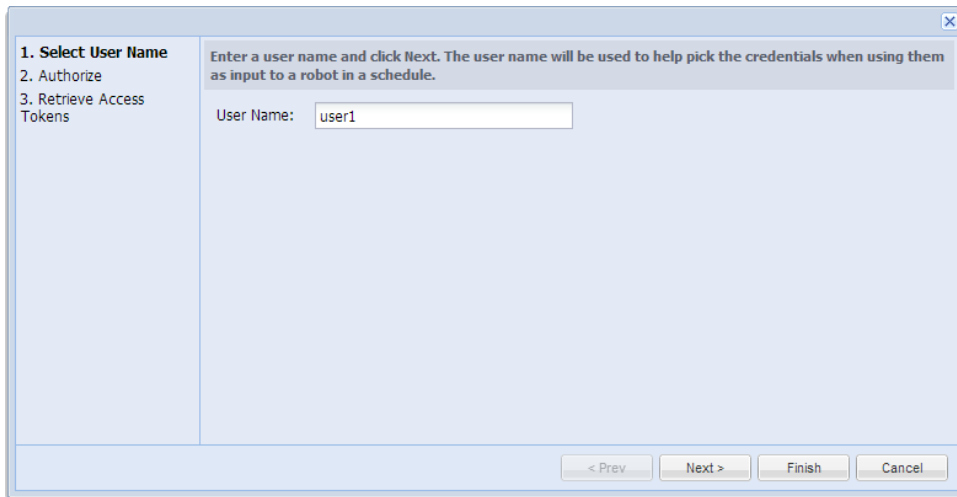 1. Select User Name
2. Authorize
3. Retrieve Access
Tokens
Enter a user name and click Next. The user name will be used to help pick the credentials when using them
as input to a robot in a schedule.
User Name: user1
< Prev Next > Finish Cancel